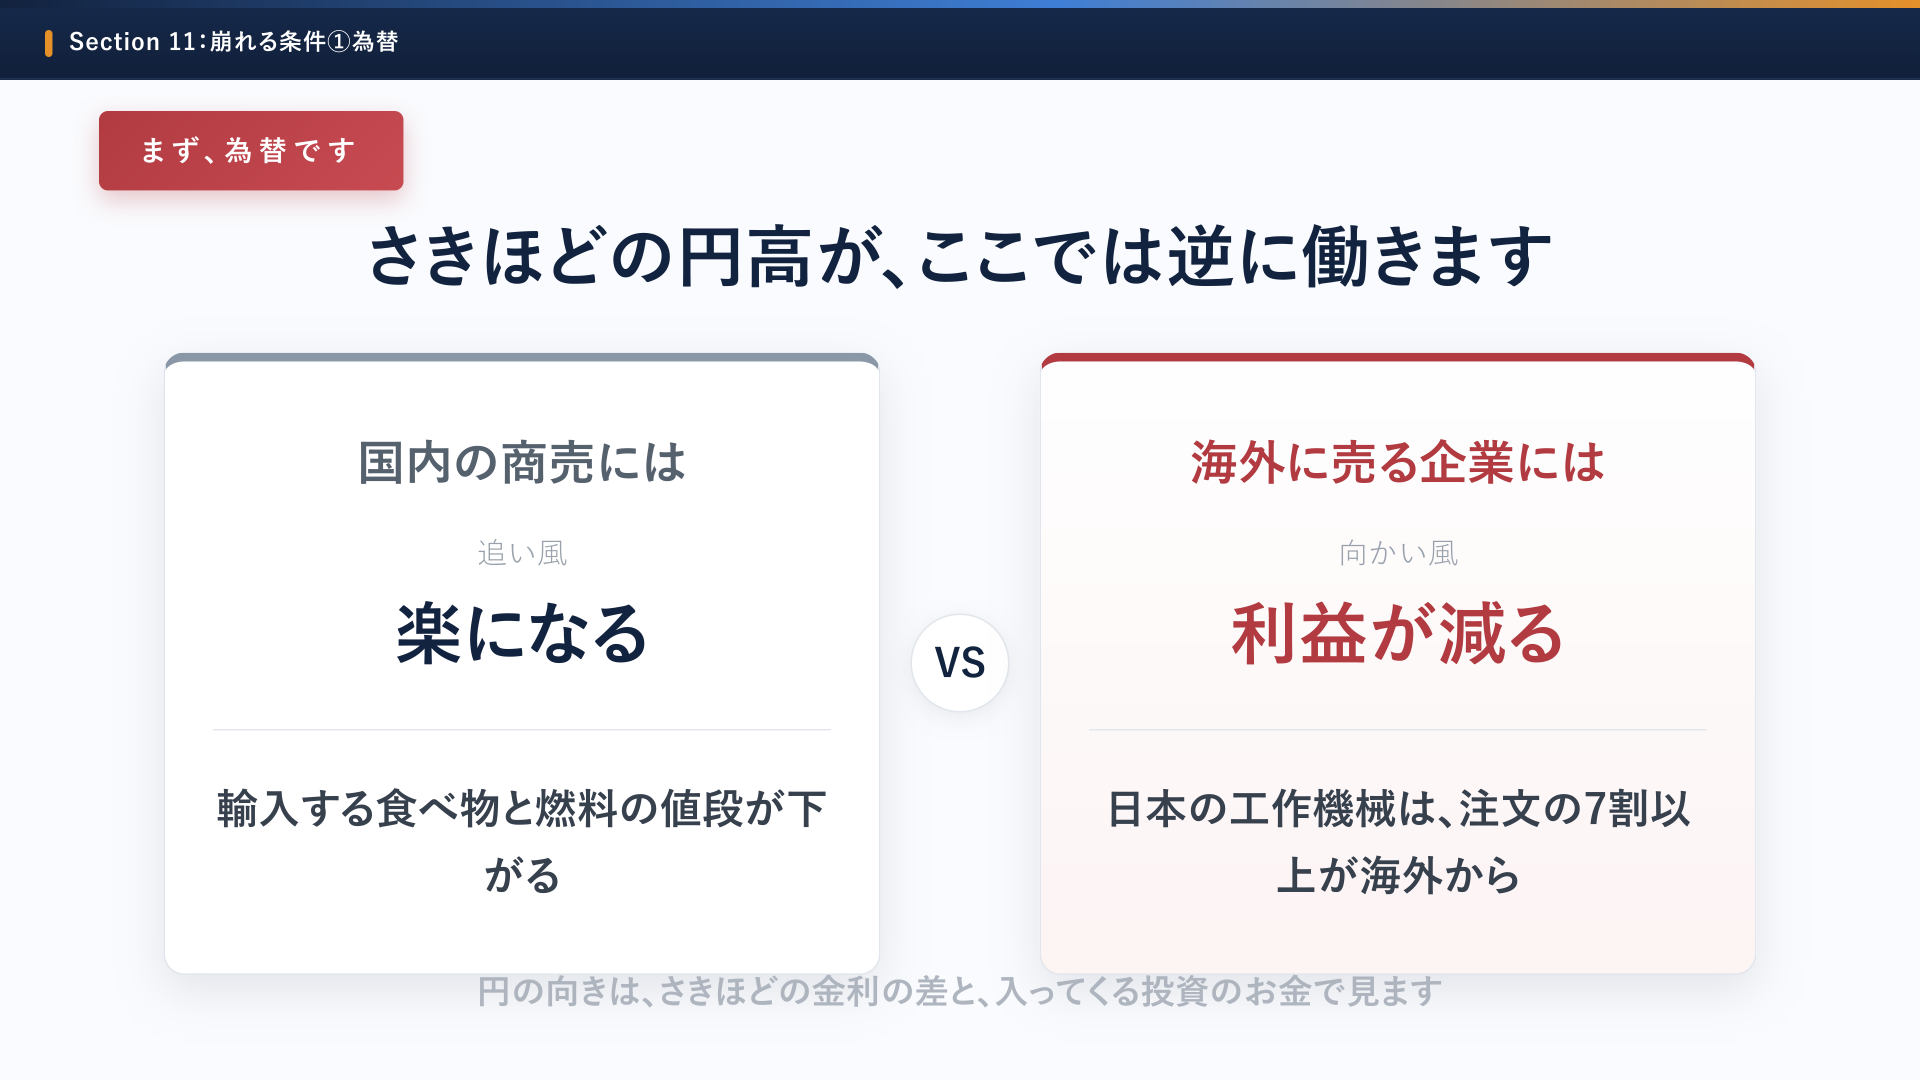 Section 11：崩れる条件①為替
まず、為替です
さきほどの円高が、ここでは逆に働きます
国内の商売には
追い風
楽になる
輸入する食べ物と燃料の値段が下
がる
VS
海外に売る企業には
向かい風
利益が減る
日本の工作機械は、注文の7割以
上が海外から
円の向きは、さきほどの金利の差と、入ってくる投資のお金で見ます